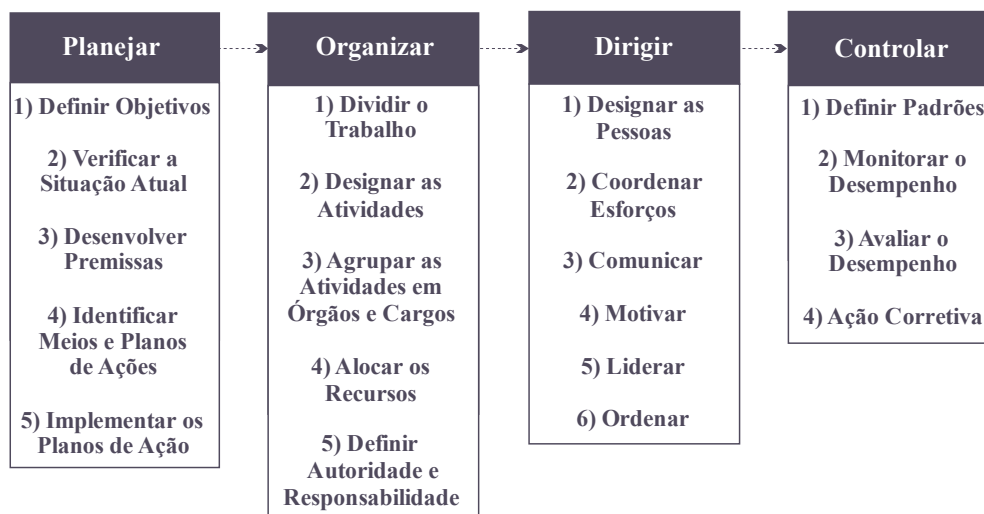 Planejar
1) Definir Objetivos
2) Verificar a
Situação Atual
3) Desenvolver
Premissas
4) Identificar
Meios e Planos
de Ações
5) Implementar os
Planos de Ação
Organizar
1) Dividir o
Trabalho
2) Designar as
Atividades
3) Agrupar as
Atividades em
Órgãos e Cargos
4) Alocar os
Recursos
5) Definir
Autoridade e
Responsabilidade
Dirigir
1) Designar as
Pessoas
2) Coordenar
Esforços
3) Comunicar
4) Motivar
5) Liderar
6) Ordenar
Controlar
1) Definir Padrões
2) Monitorar o
Desempenho
3) Avaliar o
Desempenho
4) Ação Corretiva